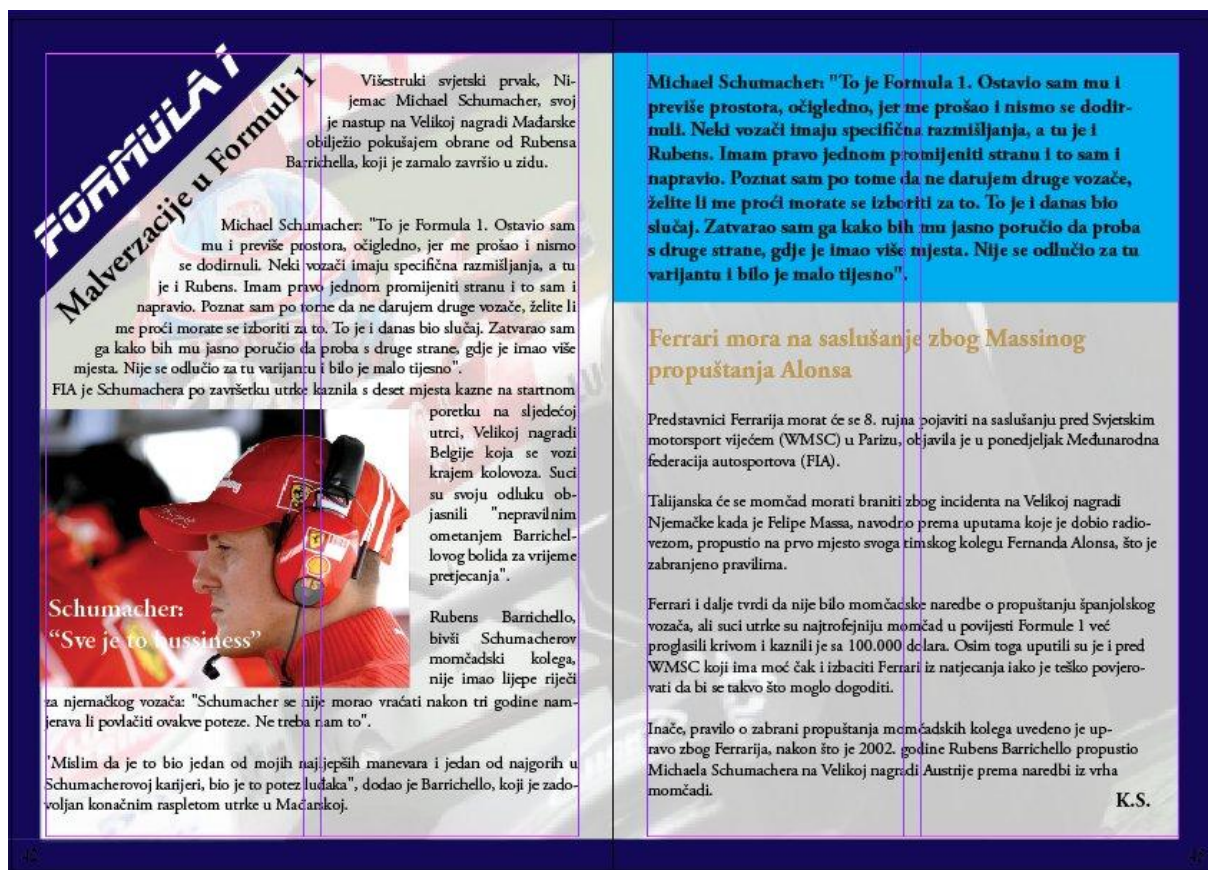 FORMULA 1
Malverzacije u Formuli 1
Višestruki svjetski prvak, Ni-
jemac Michael Schumacher, svoj
je nastup na Velikoj nagradi Mađarske
obilježio pokušajem obrane od Rubensa
Barrichella, koji je zamalo završio u zidu.
Michael Schumacher: "To je Formula 1. Ostavio sam
mu i previše prostora, očigledno, jer me prošao i nismo
se dodirnuli. Neki vozači imaju specifična razmišljanja, a tu
je i Rubens. Imam pravo jednom promijeniti stranu i to sam i
napravio. Poznat sam po tome da ne darujem druge vozače, želite li
me proći morate se izboriti za to. To je i danas bio slučaj. Zatvarao sam
ga kako bih mu jasno poručio da proba s druge strane, gdje je imao više
mjesta. Nije se odlučio za tu varijantu i bilo je malo tijesno".
FIA je Schumachera po završetku utrke kaznila s deset mjesta kazne na startnom
poretku na sljedećoj
utrci, Velikoj nagradi
Belgije koja se vozi
krajem kolovoza. Suci
su svoju odluku ob-
jasnili "nepravilnim
ometanjem Barrichel-
lovog bolida za vrijeme
pretjecanja".
Schumacher:
“Sve je to bussiness”
Rubens Barrichello,
bivši Schumacherov
momčadski kolega,
nije imao lijepe riječi
za njemačkog vozača: "Schumacher se nije morao vraćati nakon tri godine nam-
jerava li povlačiti ovakve poteze. Ne treba nam to".
"Mislim da je to bio jedan od mojih najljepših manevara i jedan od najgorih u
Schumacherovoj karijeri, bio je to potez luđaka", dodao je Barrichello, koji je zado-
voljan konačnim raspletom utrke u Mađarskoj.
Michael Schumacher: "To je Formula 1. Ostavio sam mu i
previše prostora, očigledno, jer me prošao i nismo se dodir-
nuli. Neki vozači imaju specifična razmišljanja, a tu je i
Rubens. Imam pravo jednom promijeniti stranu i to sam i
napravio. Poznat sam po tome da ne darujem druge vozače,
želite li me proći morate se izboriti za to. To je i danas bio
slučaj. Zatvarao sam ga kako bih mu jasno poručio da proba
s druge strane, gdje je imao više mjesta. Nije se odlučio za tu
varijantu i bilo je malo tijesno".
Ferrari mora na saslušanje zbog Massinog
propuštanja Alonsa
Predstavnici Ferrarija morat će se 8. rujna pojaviti na saslušanju pred Svjetskim
motorsport vijećem (WMSC) u Parizu, objavila je u ponedjeljak Međunarodna
federacija autosportova (FIA).
Talijanska će se momčad morati braniti zbog incidenta na Velikoj nagradi
Njemačke kada je Felipe Massa, navodno prema uputama koje je dobio radio-
vezom, propustio na prvo mjesto svoga timskog kolegu Fernanda Alonsa, što je
zabranjeno pravilima.
Ferrari i dalje tvrdi da nije bilo momčadske naredbe o propuštanju španjolskog
vozača, ali suci utrke su najtrofejniju momčad u povijesti Formule 1 već
proglasili krivom i kaznili je sa 100.000 dolara. Osim toga uputili su je i pred
WMSC koji ima moć čak i izbaciti Ferrari iz natjecanja iako je teško povjero-
vati da bi se takvo što moglo dogoditi.
Inače, pravilo o zabrani propuštanja momčadskih kolega uvedeno je up-
ravo zbog Ferrarija, nakon što je 2002. godine Rubens Barrichello propustio
Michaela Schumachera na Velikoj nagradi Austrije prema naredbi iz vrha
momčadi.
K.S.